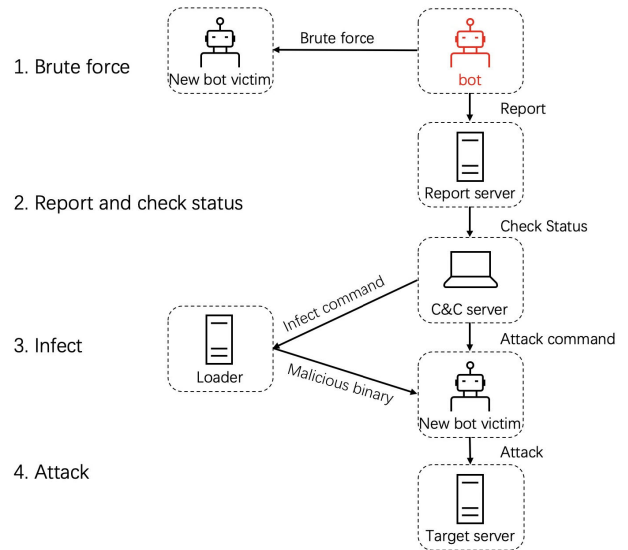 Brute force
1. Brute force
New bot victim
bot
Report
Report server
2. Report and check status
Check Status
Infect command
C&C server
3. Infect
Attack command
Loader
Malicious binary
New bot victim
Attack
4. Attack
Target server